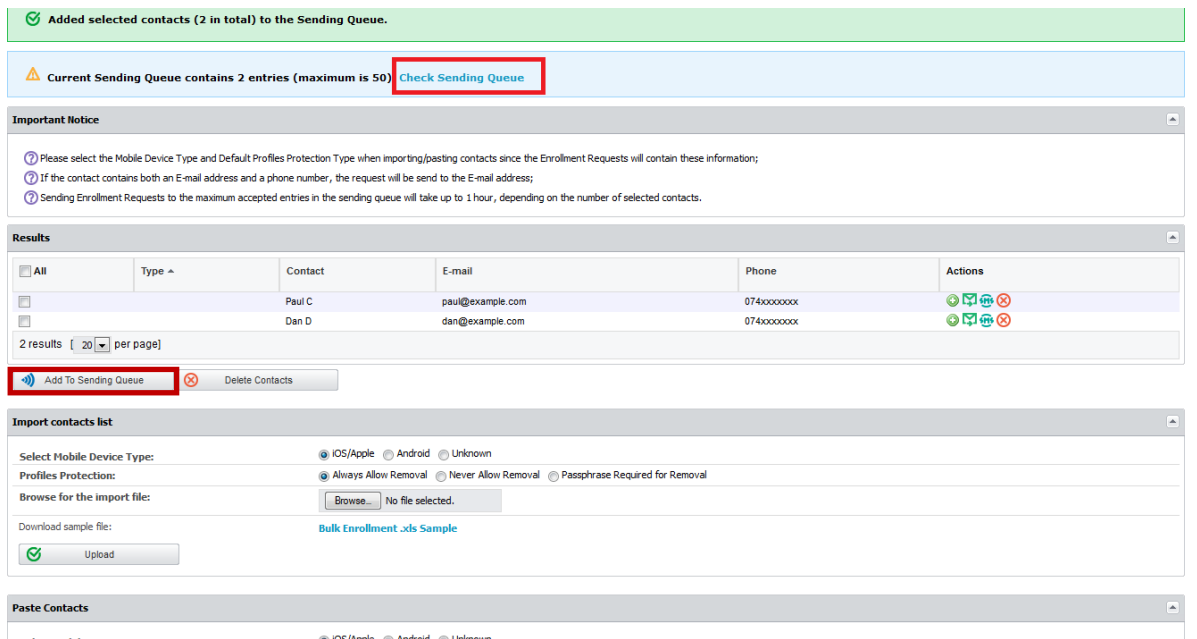 Added selected contacts (2 in total) to the Sending Queue.
Current Sending Queue contains 2 entries (maximum is 50) Check Sending Queue
Important Notice
Please select the Mobile Device Type and Default Profiles Protection Type when importing/pasting contacts since the Enrollment Requests will contain these information;
If the contact contains both an E-mail address and a phone number, the request will be send to the E-mail address;
Sending Enrollment Requests to the maximum accepted entries in the sending queue will take up to 1 hour, depending on the number of selected contacts.
Results
All Type Contact E-mail Phone Actions
Paul C paul@example.com 074xxxxxxx
Dan D dan@example.com 074xxxxxxx
2 results [ 20 per page]
Add To Sending Queue Delete Contacts
Import contacts list
Select Mobile Device Type: iOS/Apple Android Unknown
Profiles Protection: Always Allow Removal Never Allow Removal Passphrase Required for Removal
Browse for the import file: Browse... No file selected.
Download sample file: Bulk Enrollment .xls Sample
Upload
Paste Contacts
iOS/Apple Android Unknown